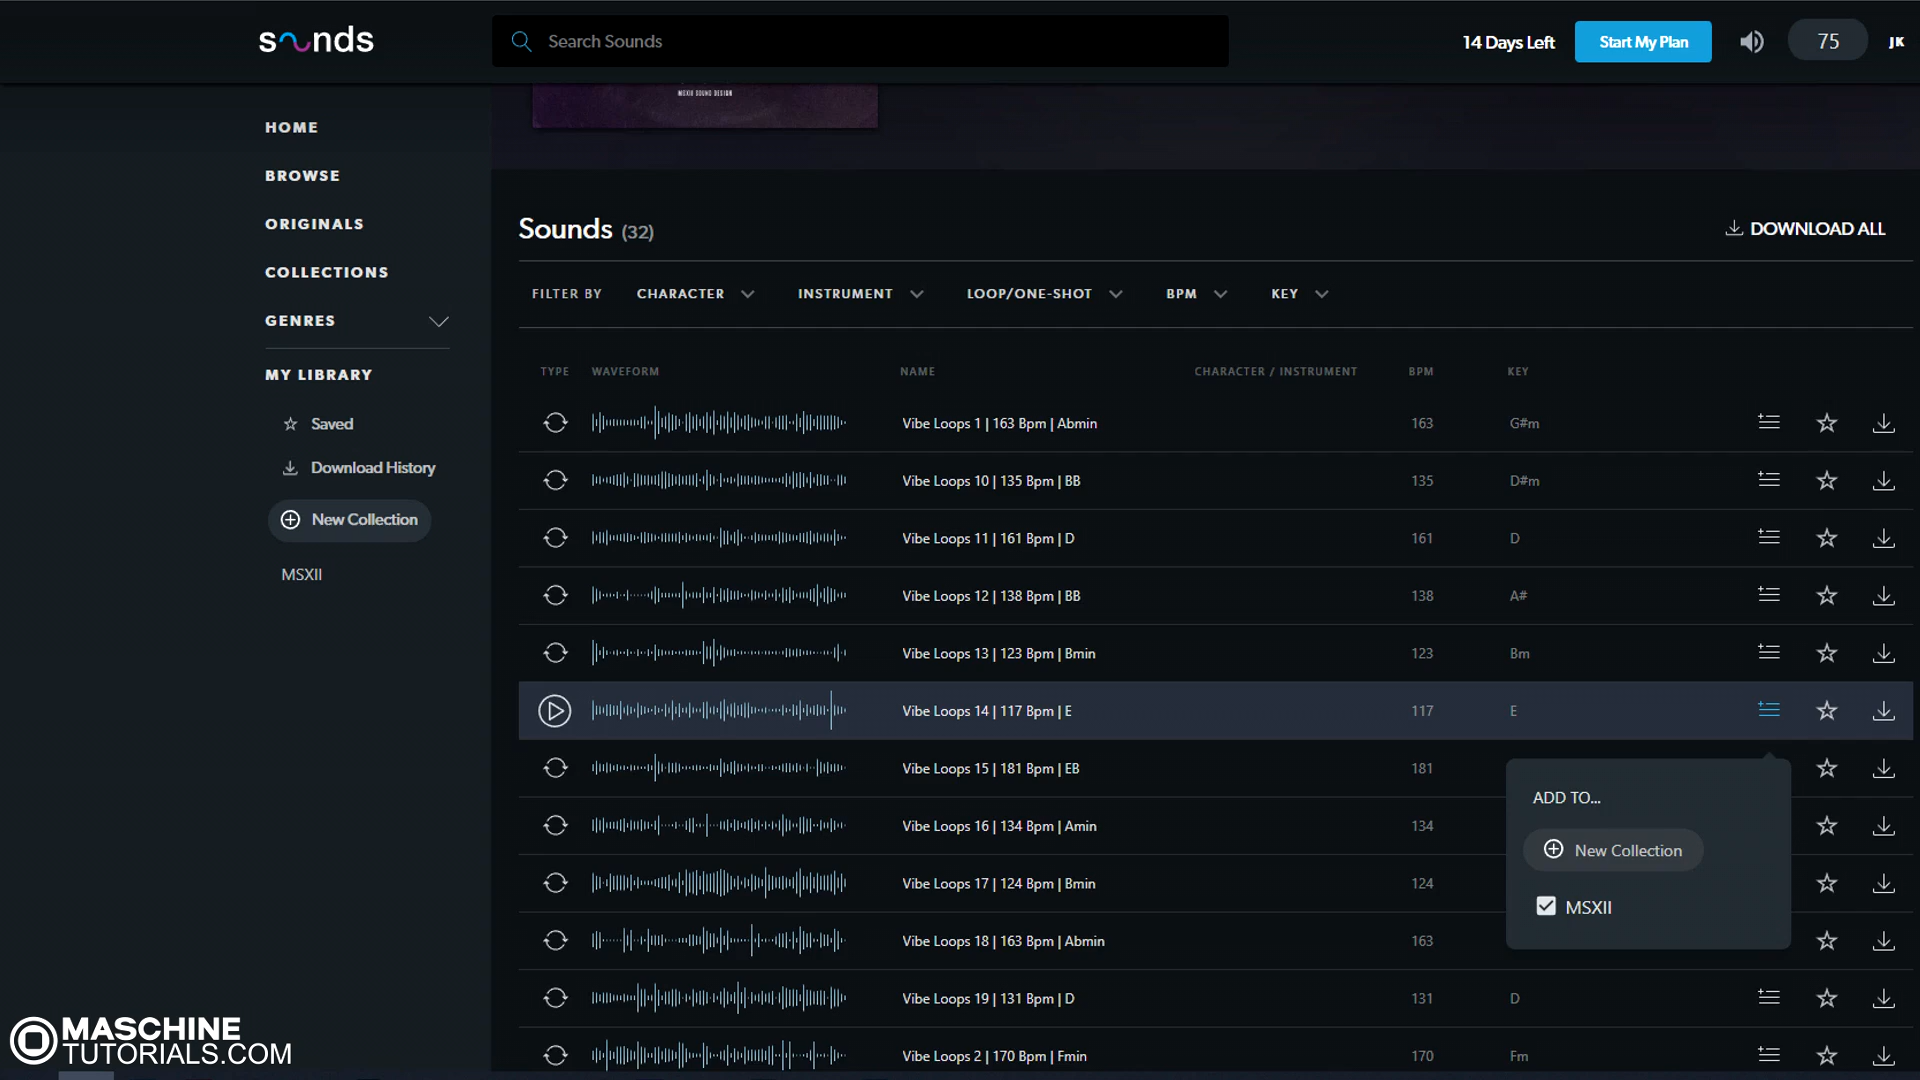 sounds
Search Sounds
14 Days Left
Start My Plan
75
JK
MSXII SOUND DESIGN
HOME
BROWSE
ORIGINALS
COLLECTIONS
GENRES
MY LIBRARY
Saved
Download History
New Collection
MSXII
Sounds (32)
DOWNLOAD ALL
FILTER BY CHARACTER INSTRUMENT LOOP/ONE-SHOT BPM KEY
TYPE WAVEFORM NAME CHARACTER / INSTRUMENT BPM KEY
Vibe Loops 1 | 163 Bpm | Abmin 163 G#m
Vibe Loops 10 | 135 Bpm | BB 135 D#m
Vibe Loops 11 | 161 Bpm | D 161 D
Vibe Loops 12 | 138 Bpm | BB 138 A#
Vibe Loops 13 | 123 Bpm | Bmin 123 Bm
Vibe Loops 14 | 117 Bpm | E 117 E
Vibe Loops 15 | 181 Bpm | EB 181
Vibe Loops 16 | 134 Bpm | Amin 134
Vibe Loops 17 | 124 Bpm | Bmin 124
Vibe Loops 18 | 163 Bpm | Abmin 163
Vibe Loops 19 | 131 Bpm | D 131 D
Vibe Loops 2 | 170 Bpm | Fmin 170 Fm
ADD TO...
New Collection
MSXII
MASCHINE
TUTORIALS.COM